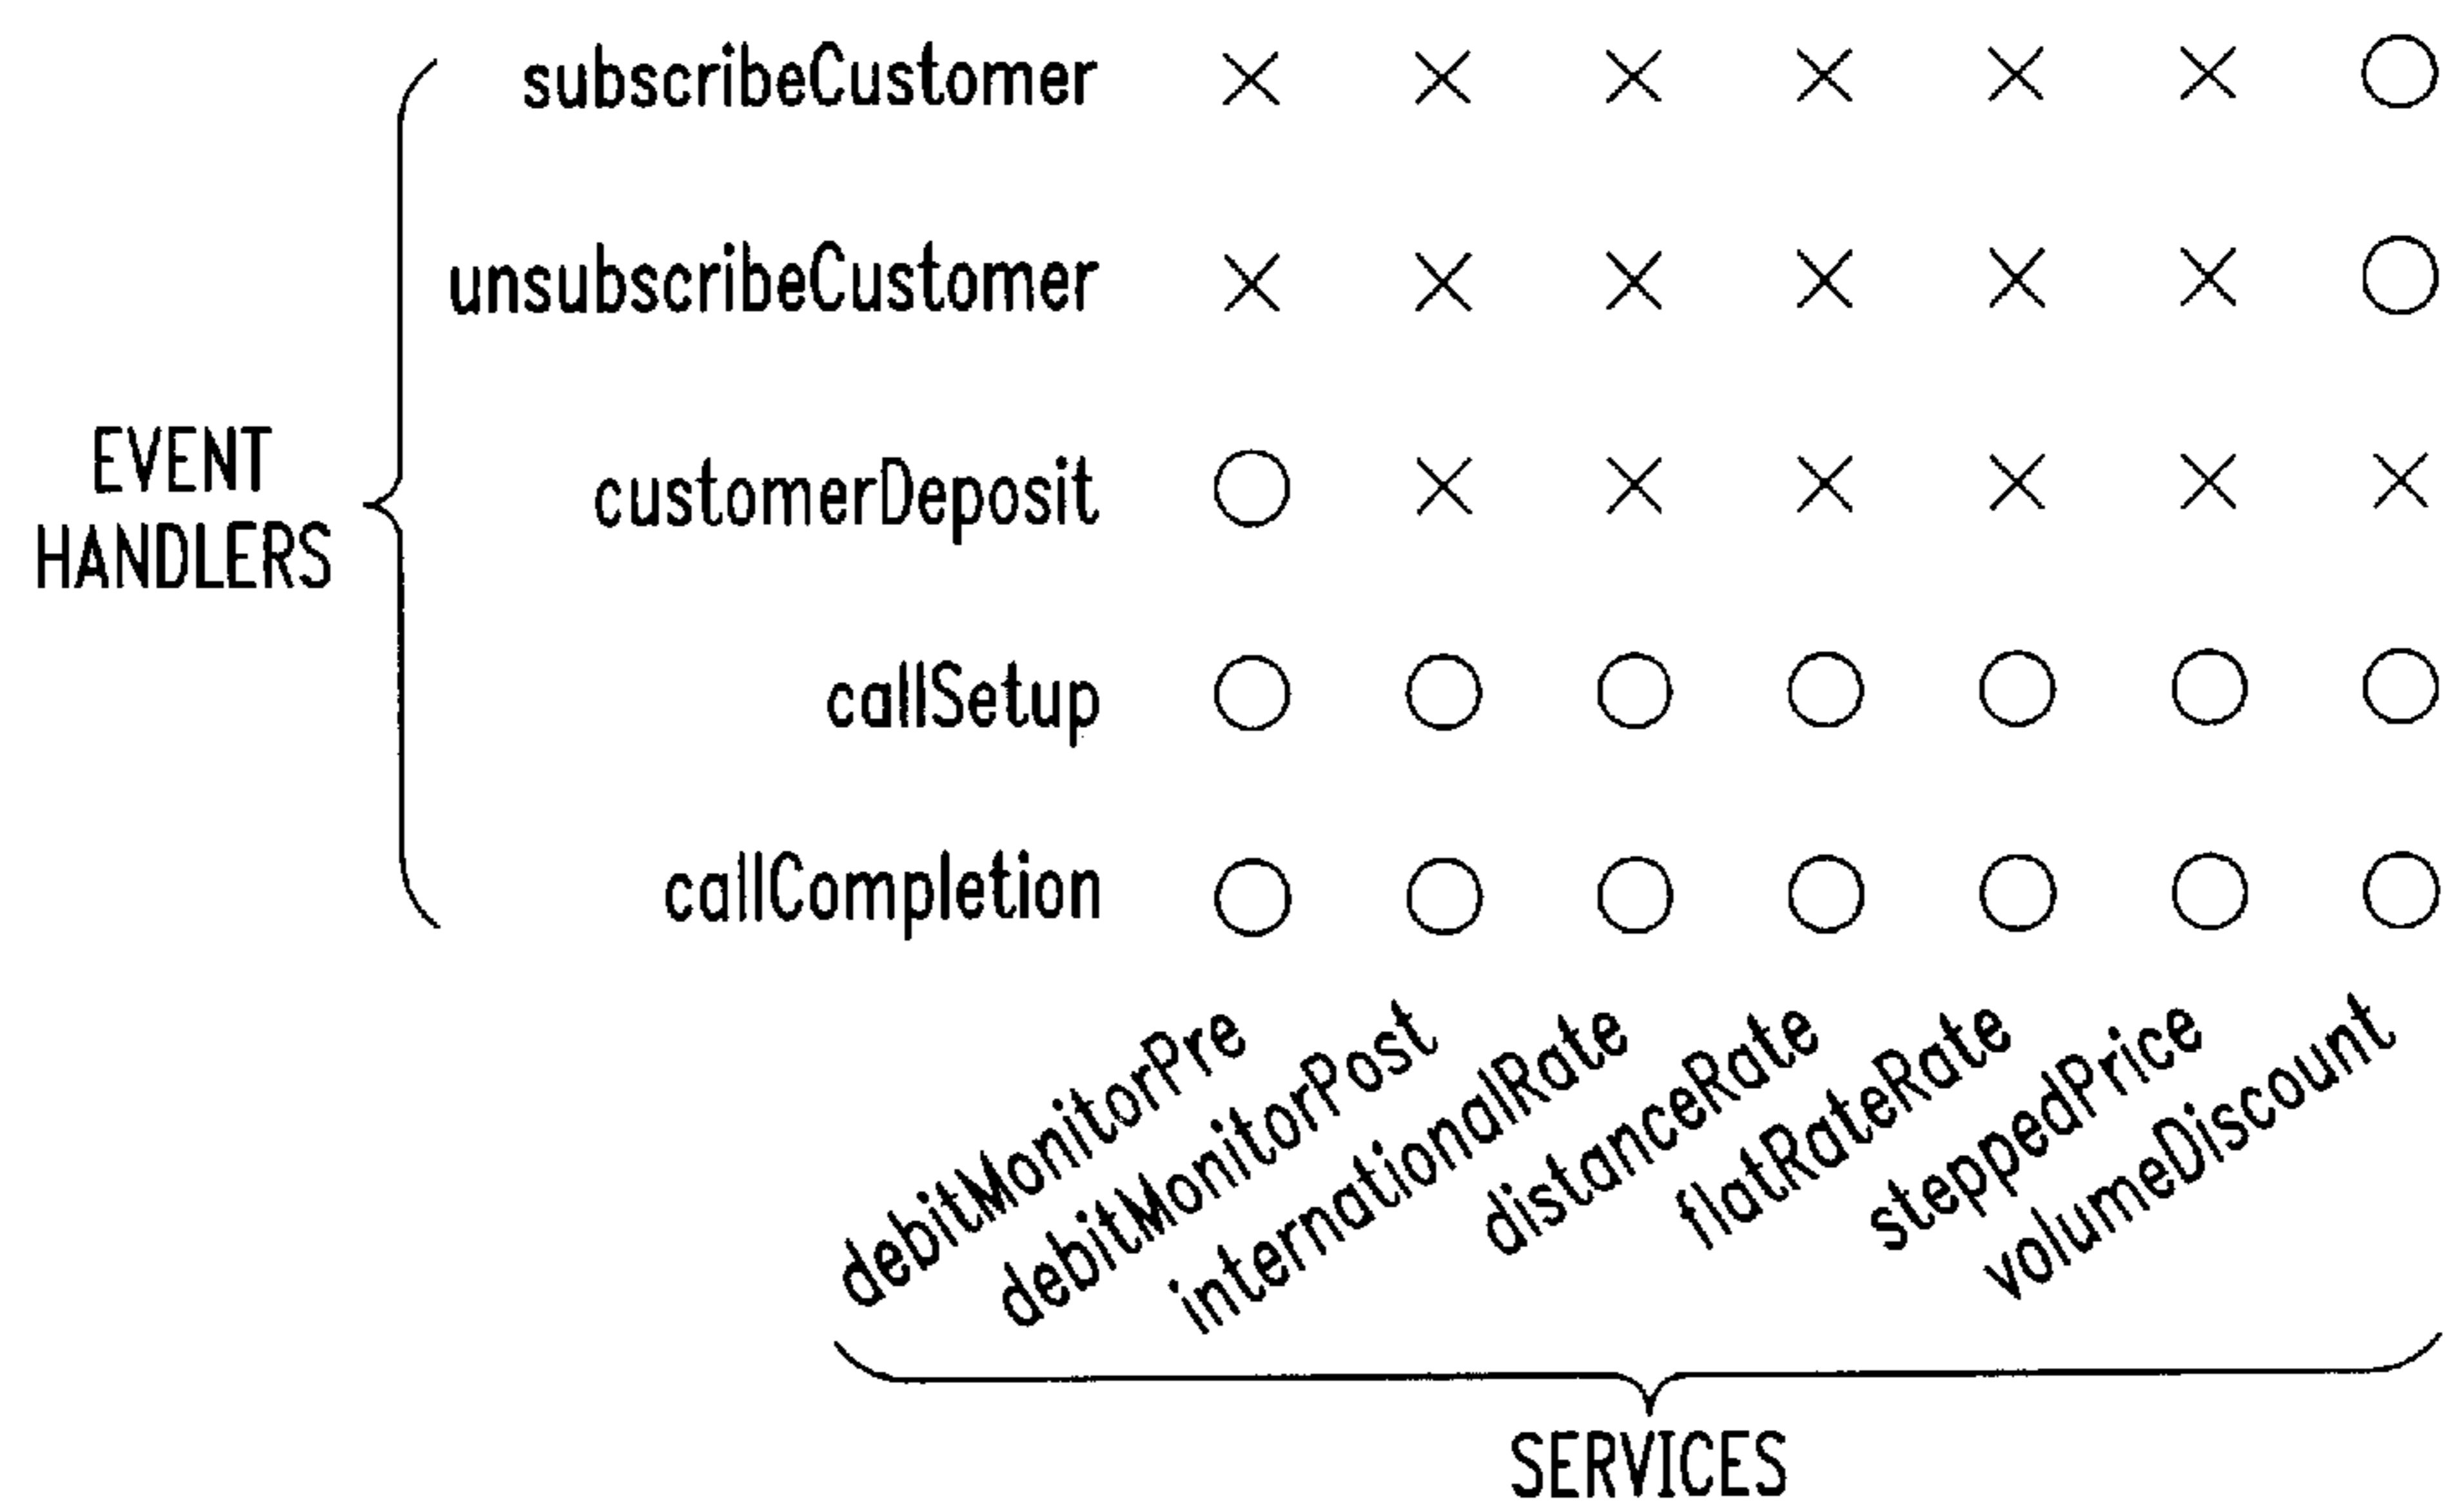 subscribeCustomer × × × × × × ○
unsubscribeCustomer × × × × × × ○
EVENT
HANDLERS
customerDeposit ○ × × × × × ×
callSetup ○ ○ ○ ○ ○ ○ ○
callCompletion ○ ○ ○ ○ ○ ○ ○
debitMonitorPre
debitMonitorPost
internationalRate
distanceRate
flatRateRate
steppedPrice
volumeDiscount
SERVICES